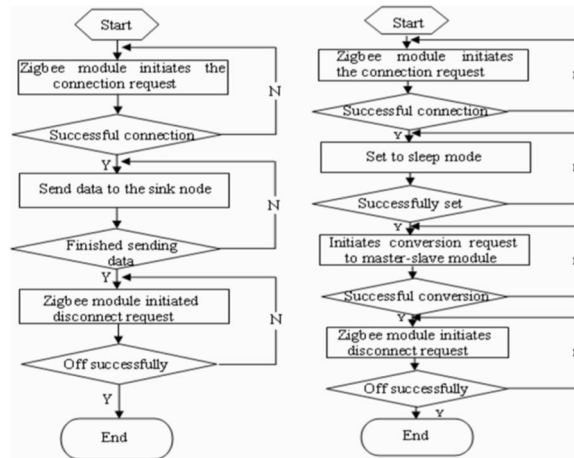 Start
Zigbee module initiates the
connection request
N
Successful connection
Y
Send data to the sink node
N
Finished sending
data
Y
Zigbee module initiated
disconnect request
N
Off successfully
Y
End
Start
Zigbee module initiates
the connection request
Successful connection
Y
Set to sleep mode
Successfully set
Y
Initiates conversion request
to master-slave module
Successful conversion
Y
Zigbee module initiates
disconnect request
Off successfully
Y
End